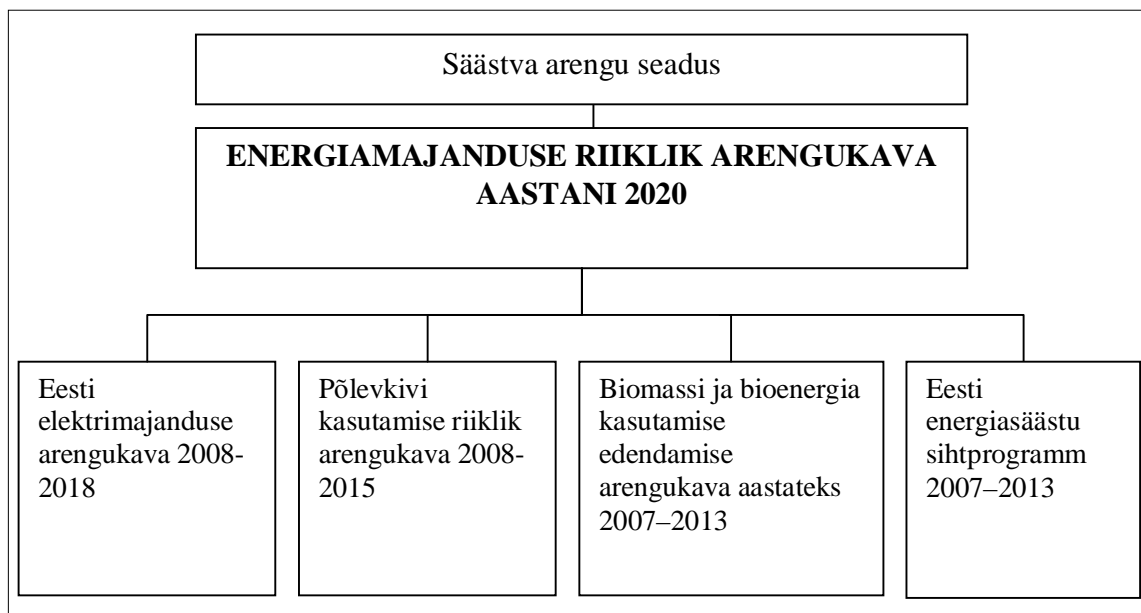 Säästva arengu seadus
ENERGIAMAJANDUSE RIIKLIK ARENGUKAVA
AASTANI 2020
Eesti
elektrimajanduse
arengukava 2008-
2018
Põlevkivi
kasutamise riiklik
arengukava 2008-
2015
Biomassi ja bioenergia
kasutamise
edendamise
arengukava aastateks
2007–2013
Eesti
energiasäästu
sihtprogramm
2007–2013